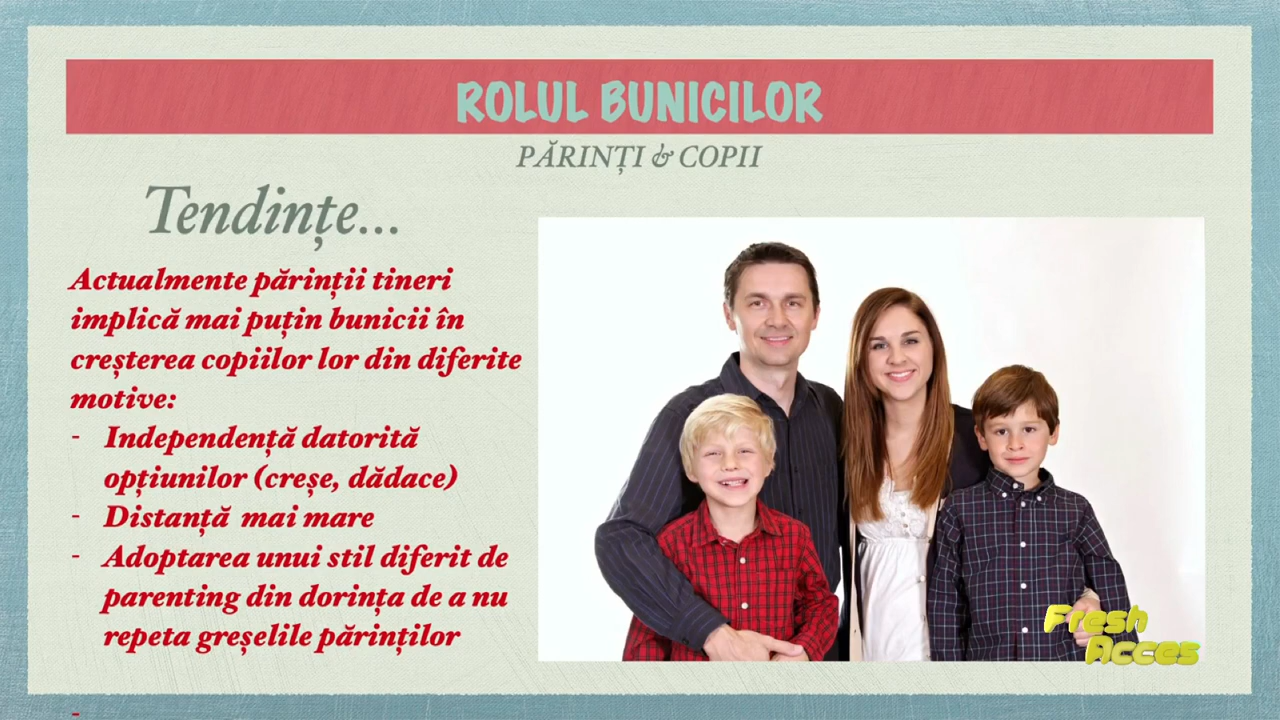 ROLUL BUNICILOR
PĂRINȚI & COPII
Tendințe...
Actualmente părinții tineri
implică mai puțin bunicii în
creșterea copiilor lor din diferite
motive:
- Independență datorită
opțiunilor (creșe, dădace)
- Distanță mai mare
- Adoptarea unui stil diferit de
parenting din dorința de a nu
repeta greșelile părinților
-
Fresh
Acces